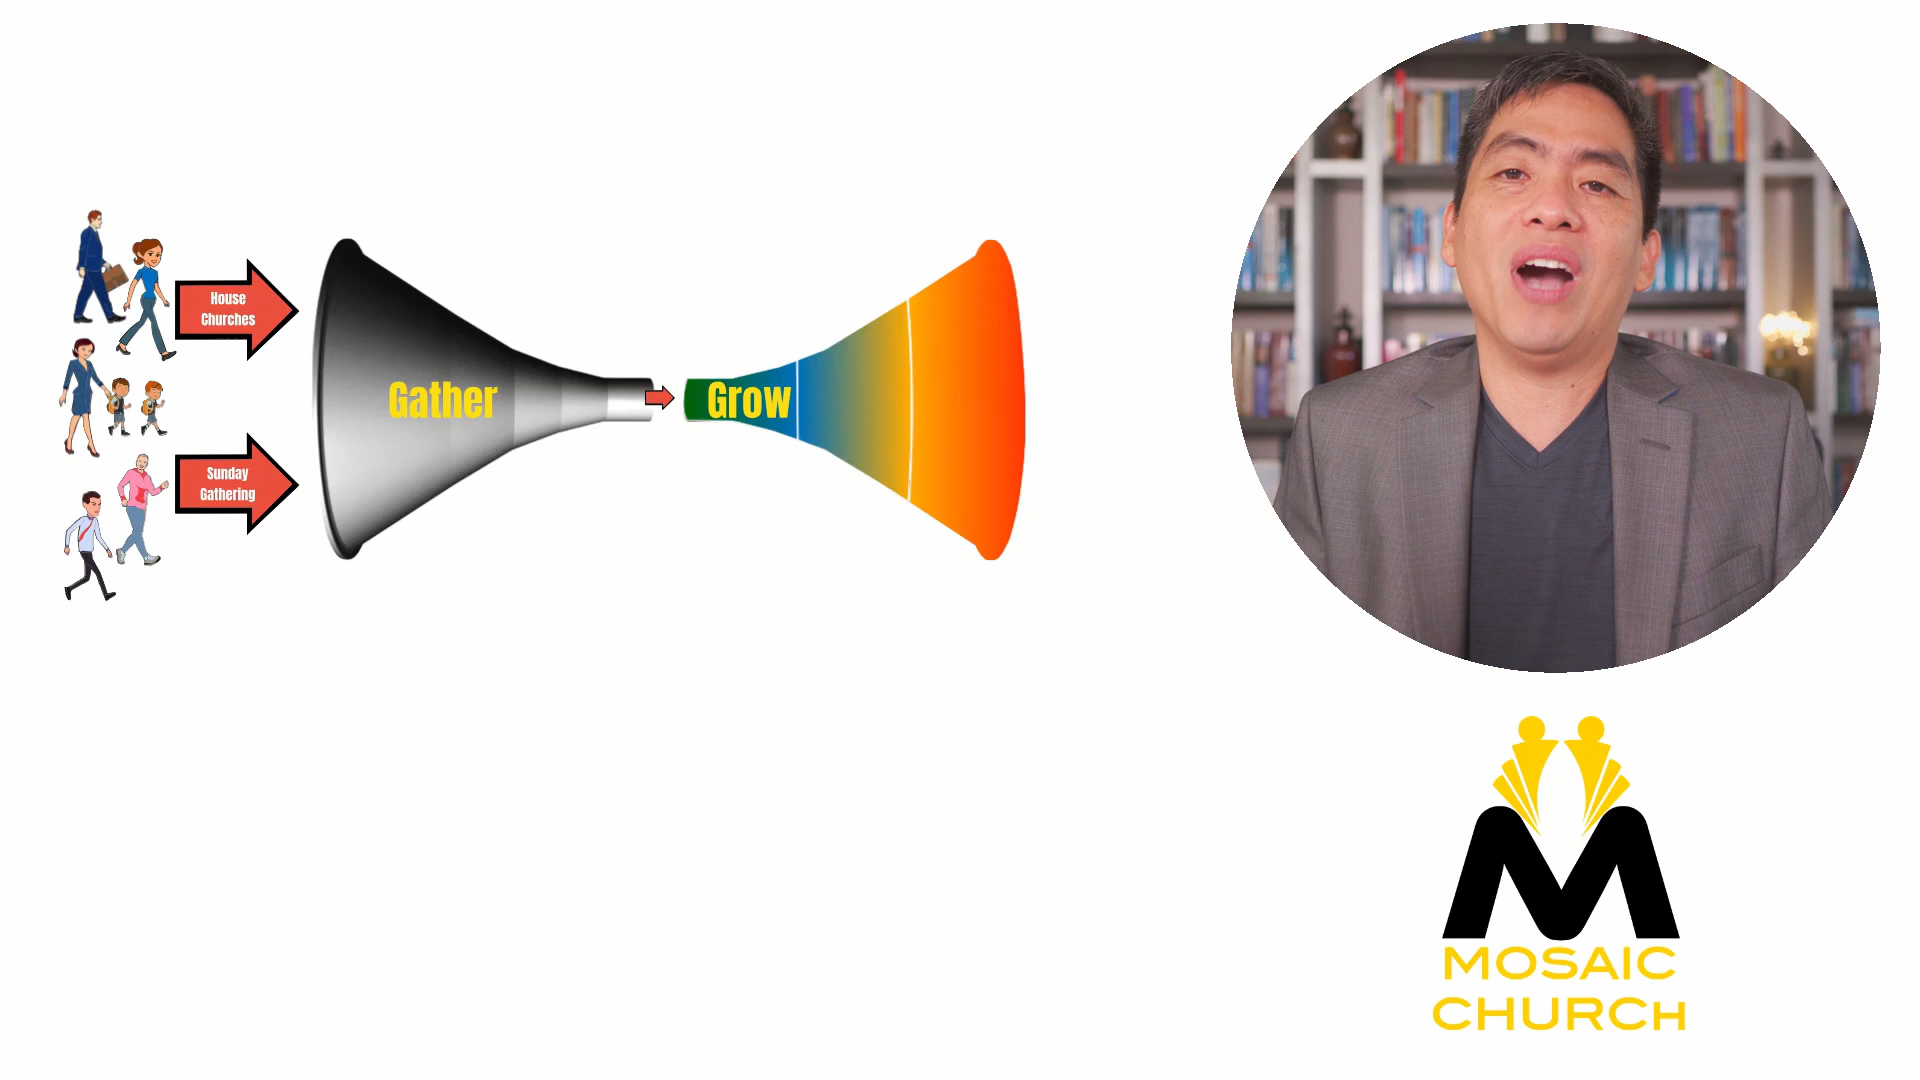 House
Churches
Gather
Grow
Sunday
Gathering
MOSAIC
CHURCH